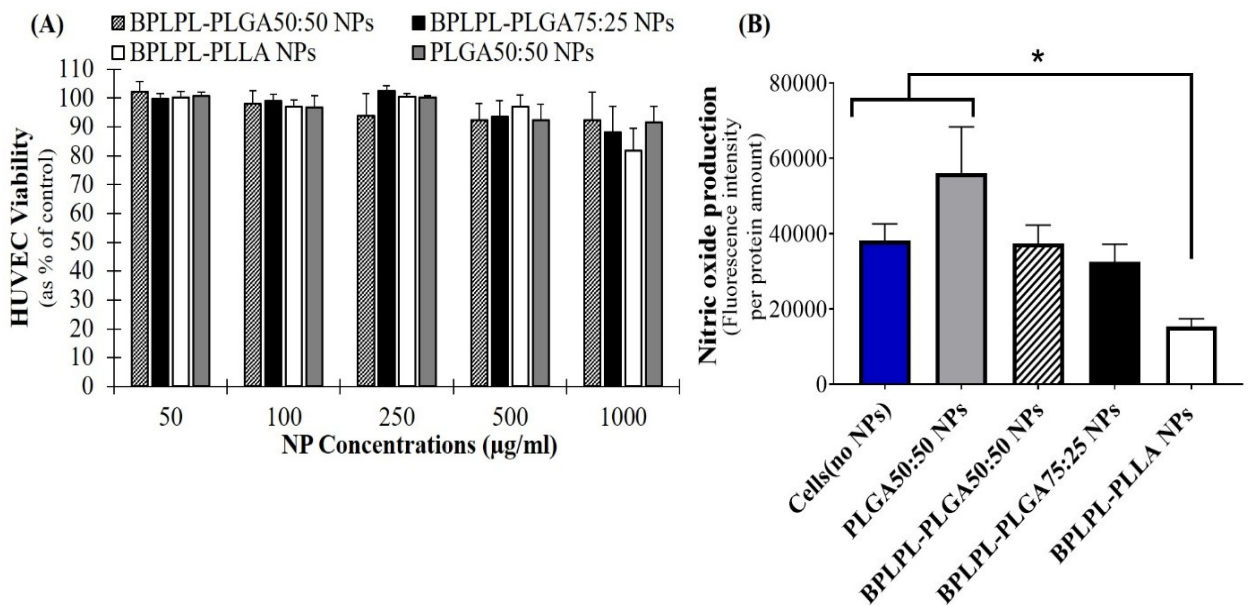 (A)
BPLPL-PLGA50:50 NPs
BPLPL-PLGA75:25 NPs
BPLPL-PLLA NPs
PLGA50:50 NPs
HUVEC Viability
(as % of control)
110
100
90
80
70
60
50
40
30
20
10
0
50 100 250 500 1000
NP Concentrations (µg/ml)
(B)
*
Nitric oxide production
(Fluorescence intensity
per protein amount)
80000
60000
40000
20000
0
Cells(no NPs)
PLGA50:50 NPs
BPLPL-PLGA50:50 NPs
BPLPL-PLGA75:25 NPs
BPLPL-PLLA NPs